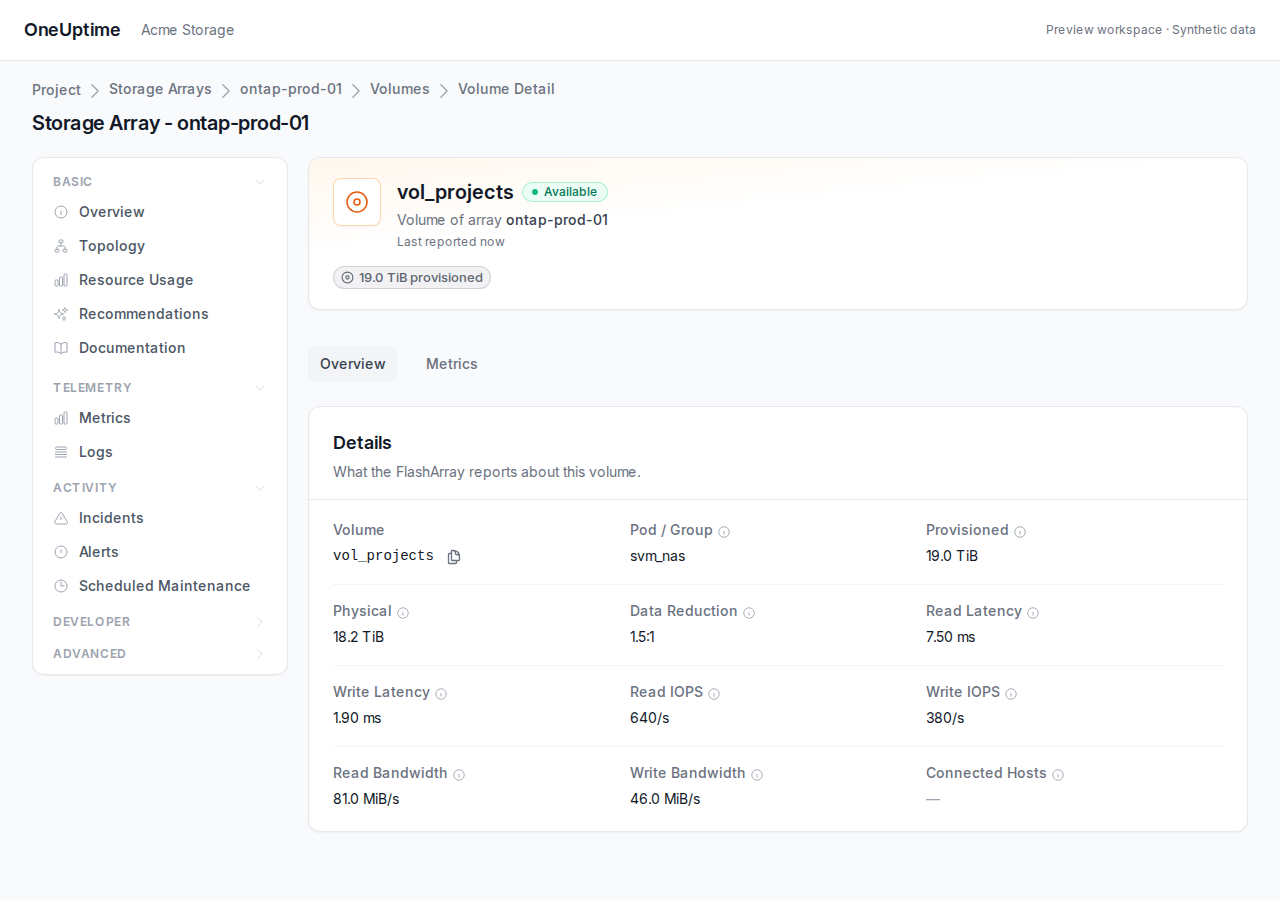 OneUptime Acme Storage Preview workspace · Synthetic data
Project Storage Arrays ontap-prod-01 Volumes Volume Detail
Storage Array - ontap-prod-01
BASIC
Overview
Topology
Resource Usage
Recommendations
Documentation
TELEMETRY
Metrics
Logs
ACTIVITY
Incidents
Alerts
Scheduled Maintenance
DEVELOPER
ADVANCED
vol_projects Available
Volume of array ontap-prod-01
Last reported now
19.0 TiB provisioned
Overview Metrics
Details
What the FlashArray reports about this volume.
Volume Pod / Group Provisioned
vol_projects svm_nas 19.0 TiB
Physical Data Reduction Read Latency
18.2 TiB 1.5:1 7.50 ms
Write Latency Read IOPS Write IOPS
1.90 ms 640/s 380/s
Read Bandwidth Write Bandwidth Connected Hosts
81.0 MiB/s 46.0 MiB/s —